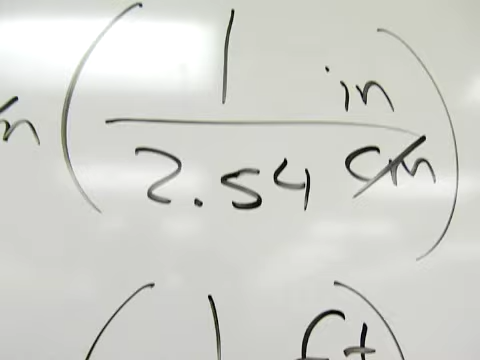 ( 1 in
2.54 cm )
( 1 ft )